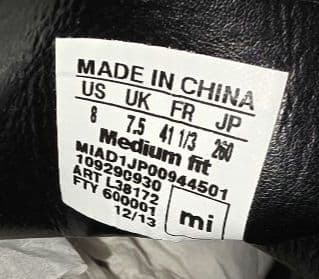 MADE IN CHINA
US UK FR JP
8 7.5 41 1/3 260
Medium fit
MIAD1JP00944501
109290930
ART L38172
FTY 600001
12/13
mi